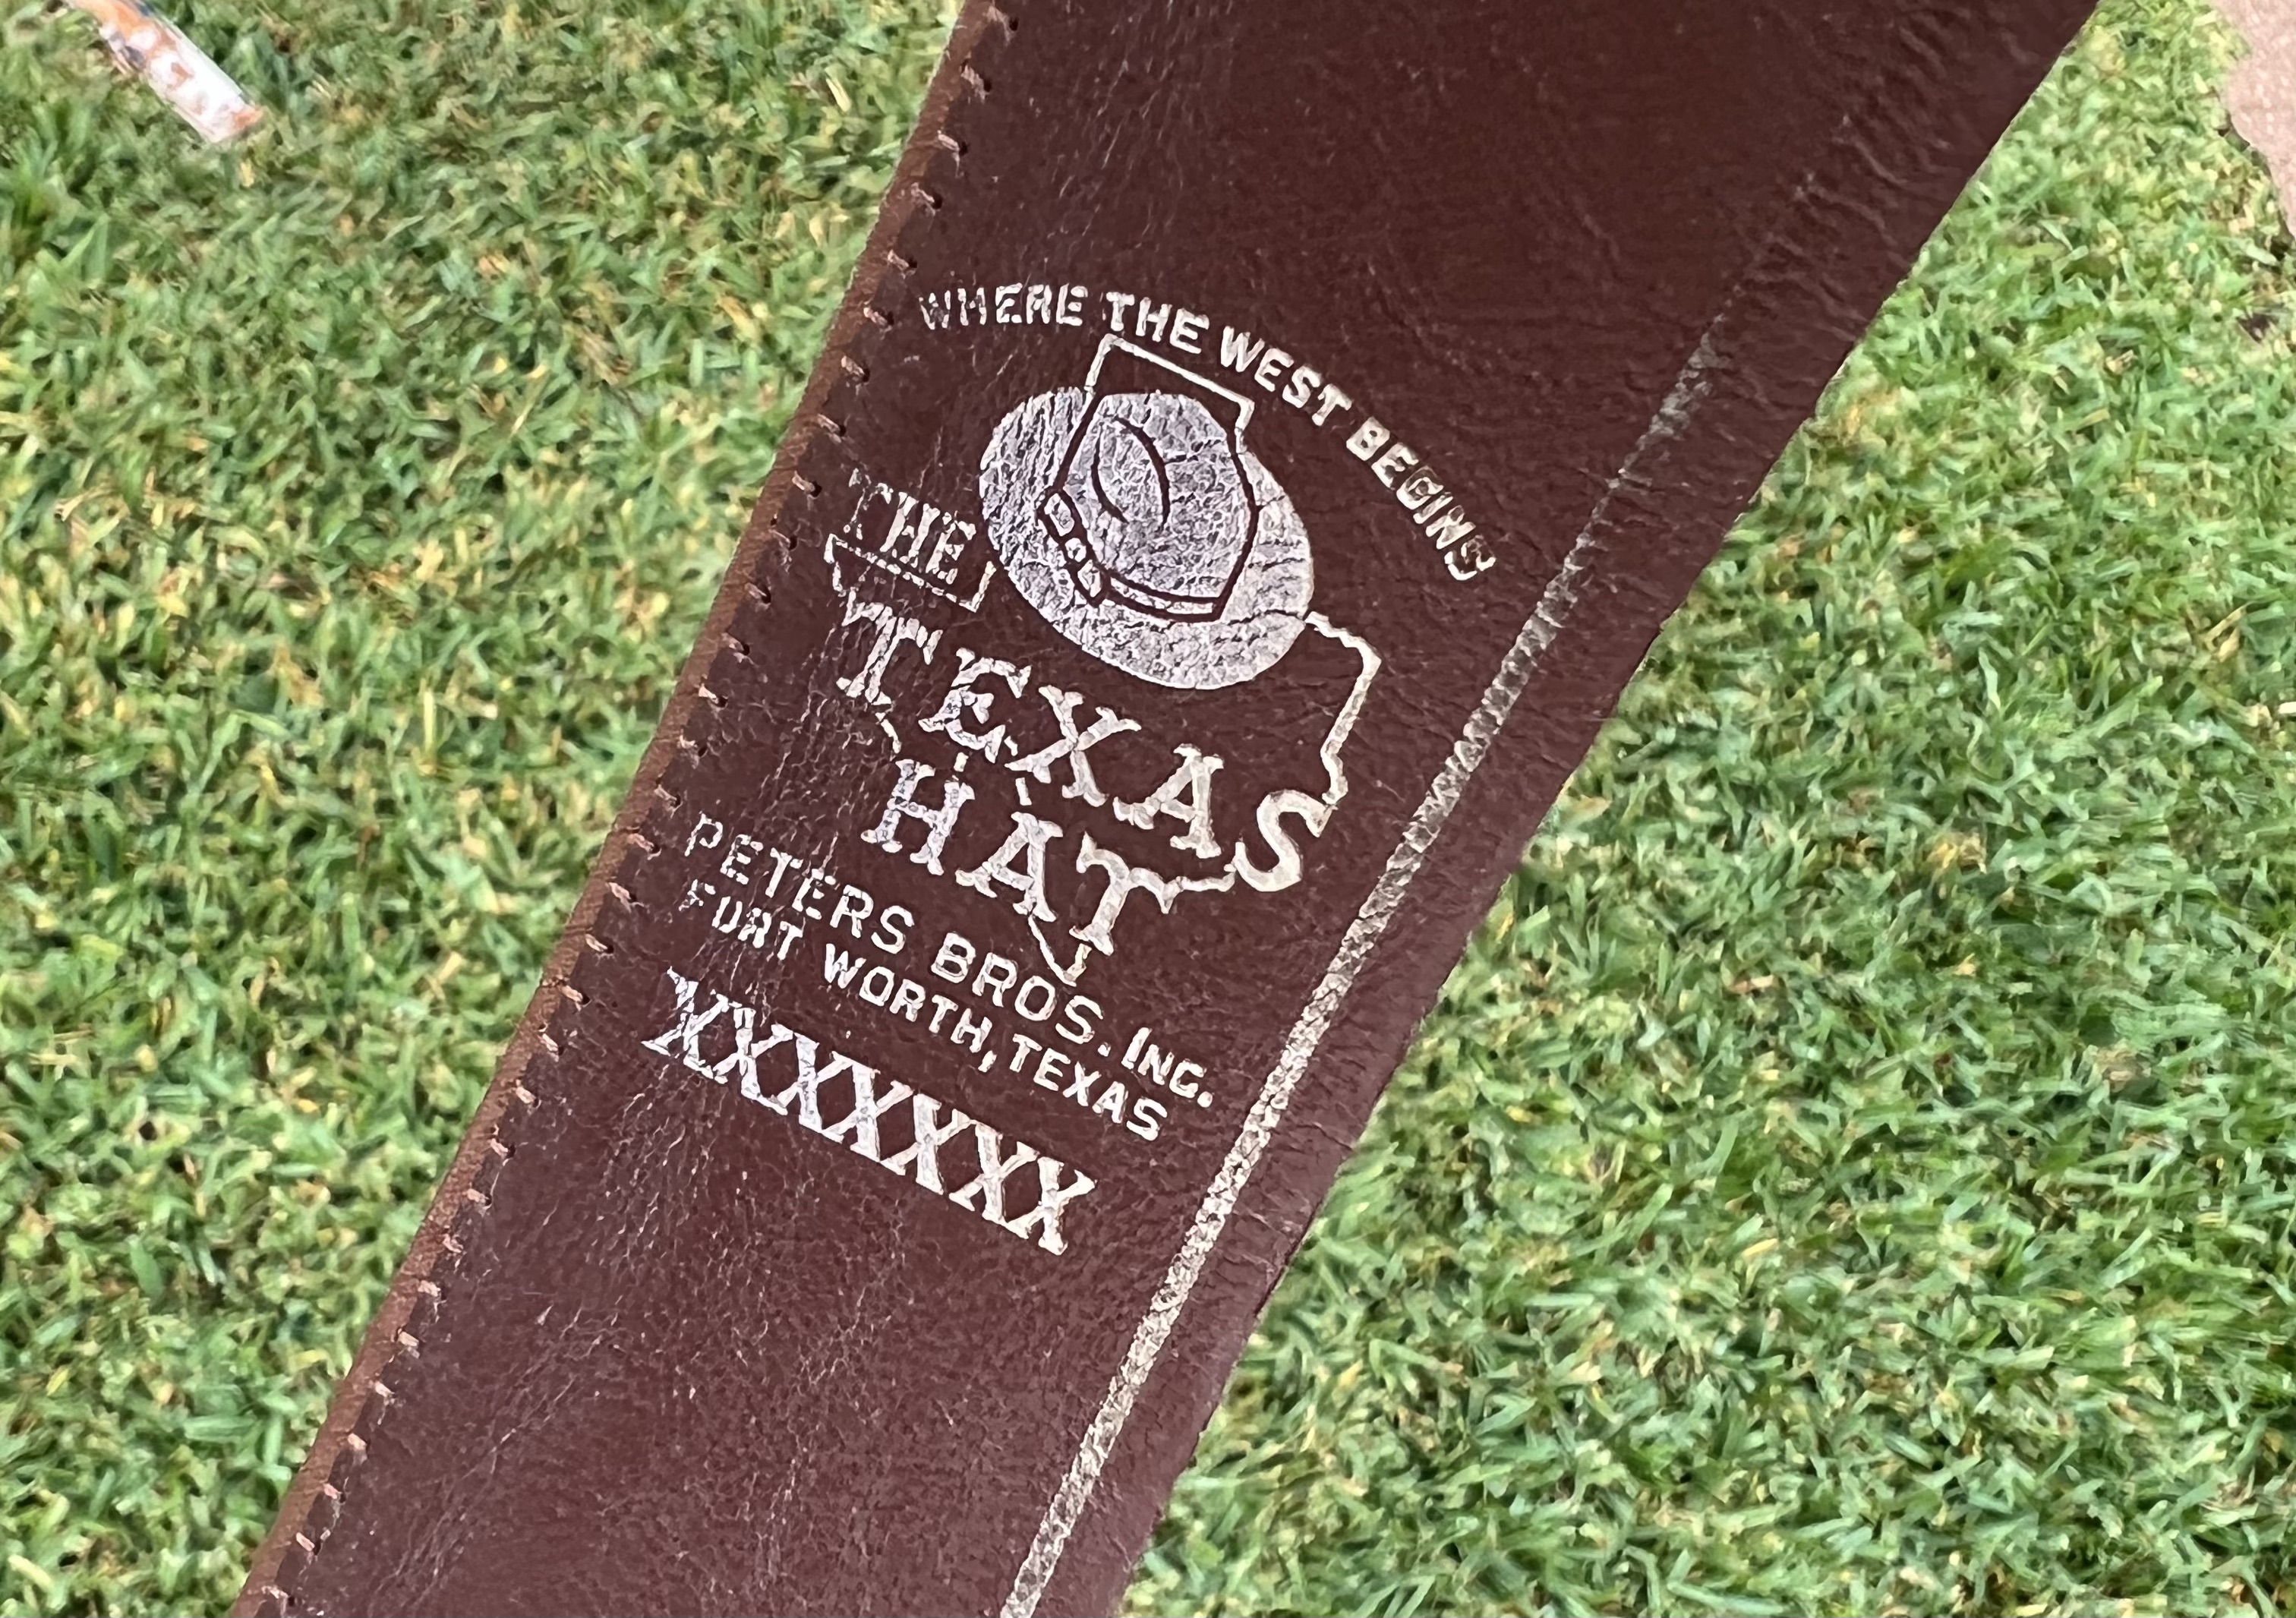 WHERE THE WEST BEGINS
THE
TEXAS
HAT
PETERS BROS. INC.
FORT WORTH, TEXAS
XXXXXXX